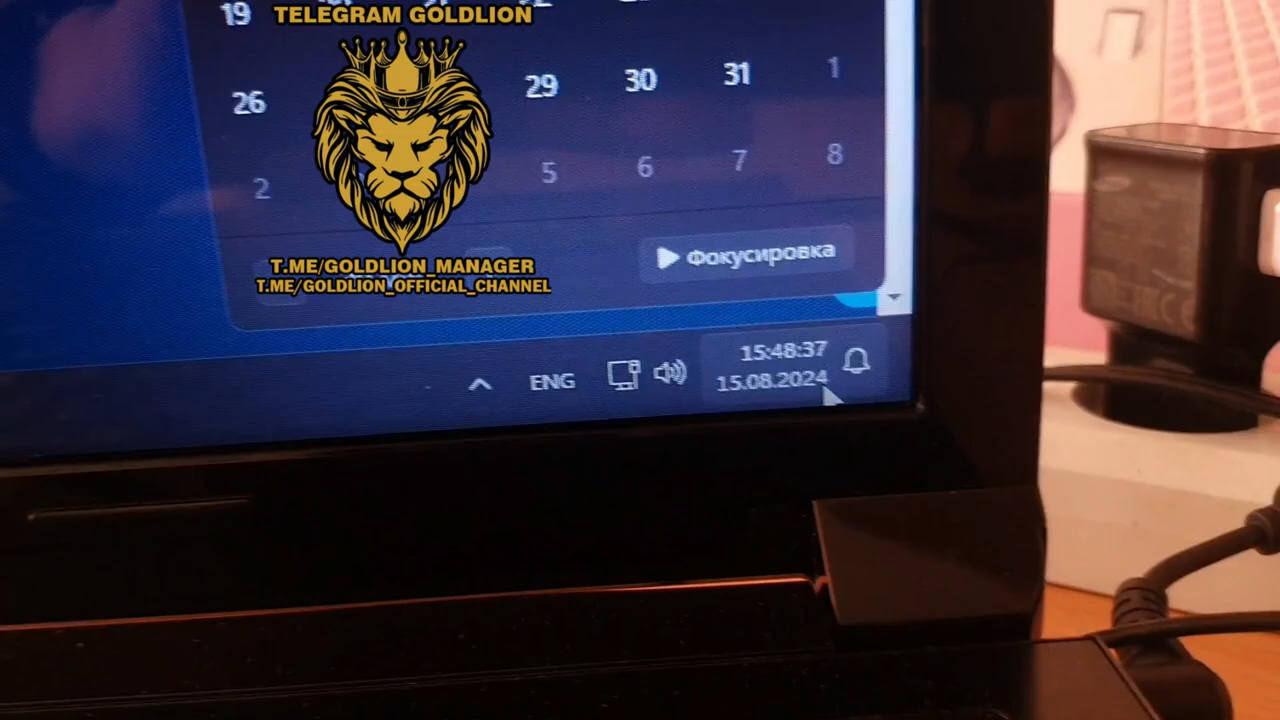 TELEGRAM GOLDLION
19
26 29 30 31 1
2 5 6 7 8
T.ME/GOLDLION_MANAGER
T.ME/GOLDLION_OFFICIAL_CHANNEL
Фокусировка
ENG
15:48:37
15.08.2024